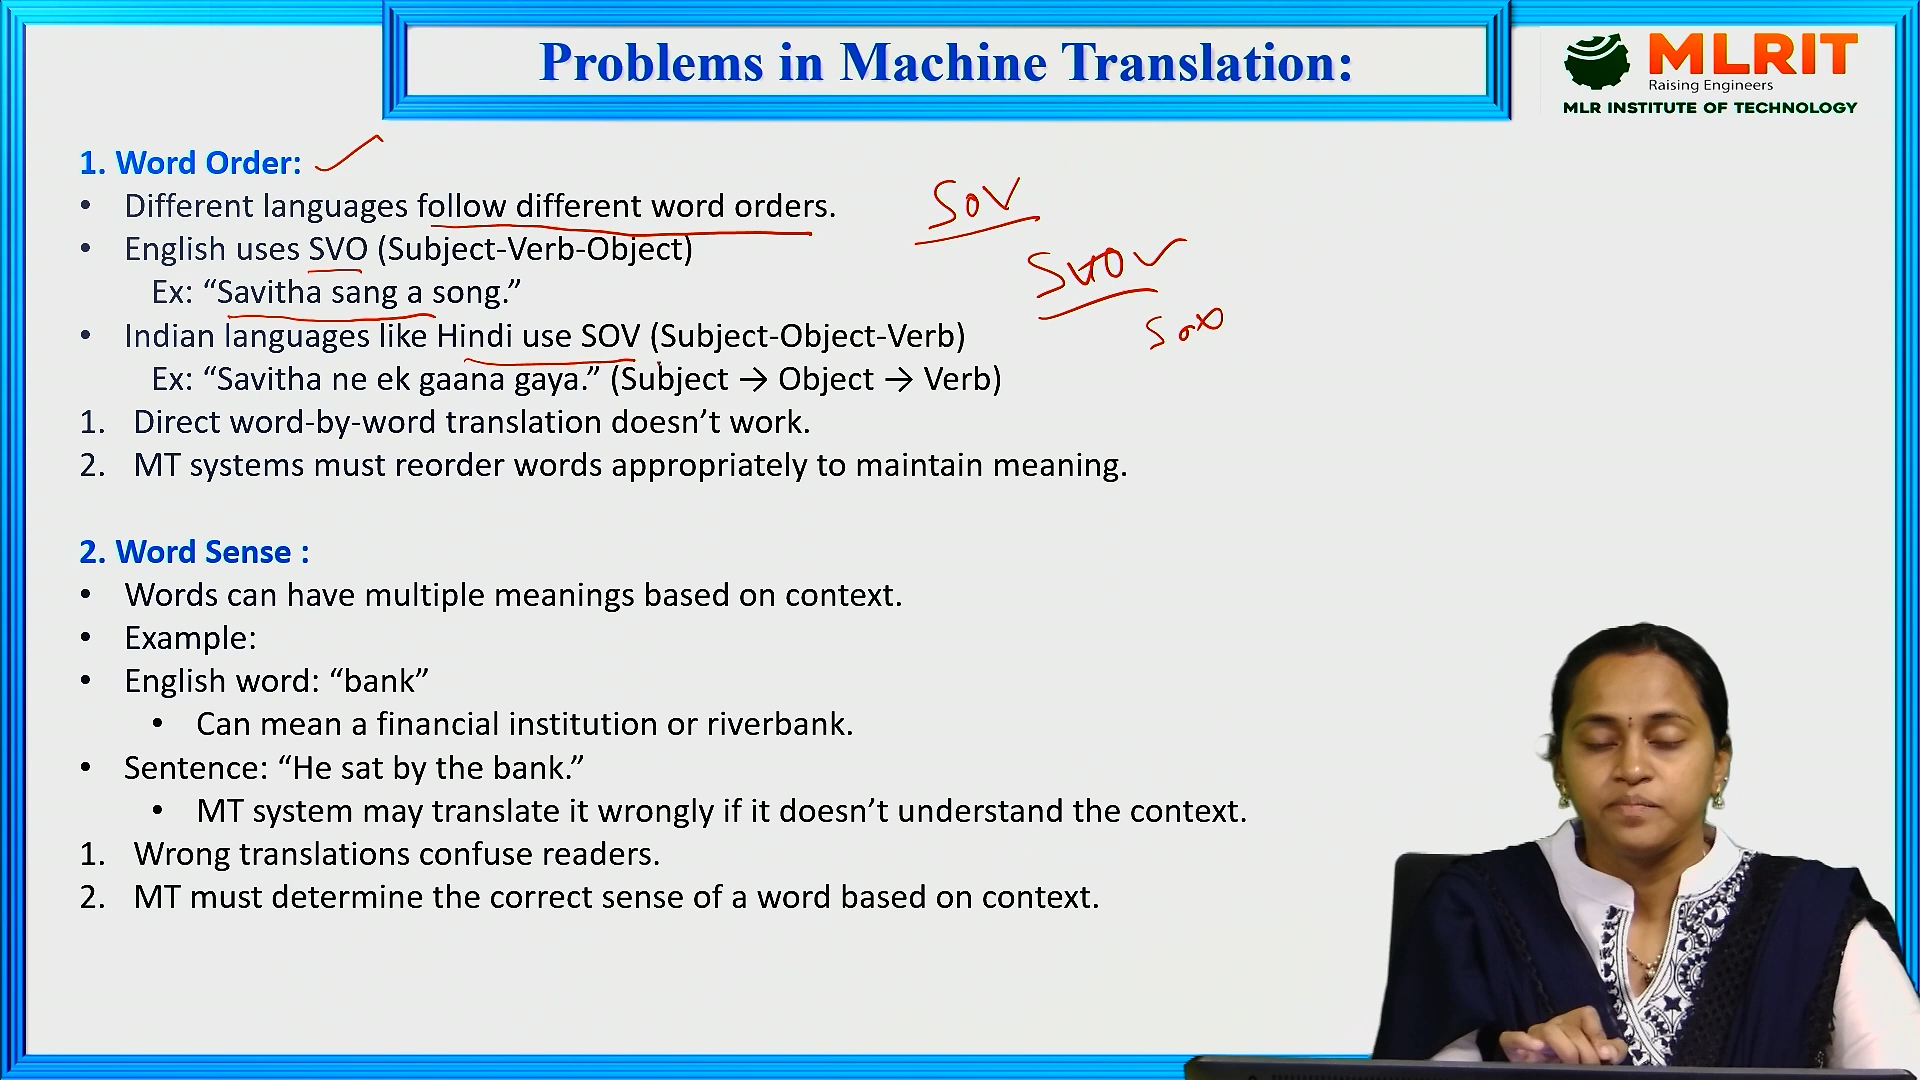 Problems in Machine Translation:
MLRIT
Raising Engineers
MLR INSTITUTE OF TECHNOLOGY
1. Word Order:
• Different languages follow different word orders.
• English uses SVO (Subject-Verb-Object)
Ex: “Savitha sang a song.”
• Indian languages like Hindi use SOV (Subject-Object-Verb)
Ex: “Savitha ne ek gaana gaya.” (Subject → Object → Verb)
1. Direct word-by-word translation doesn’t work.
2. MT systems must reorder words appropriately to maintain meaning.
SOV
SVO
2. Word Sense :
• Words can have multiple meanings based on context.
• Example:
• English word: “bank”
• Can mean a financial institution or riverbank.
• Sentence: “He sat by the bank.”
• MT system may translate it wrongly if it doesn’t understand the context.
1. Wrong translations confuse readers.
2. MT must determine the correct sense of a word based on context.